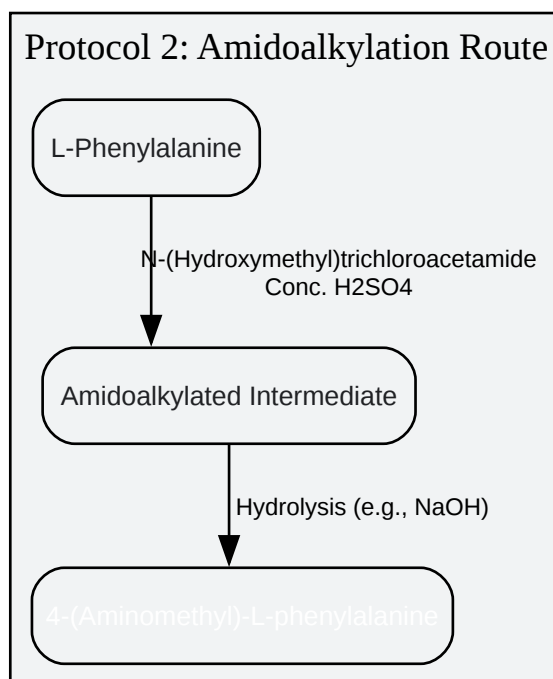 Protocol 2: Amidoalkylation Route
L-Phenylalanine
N-(Hydroxymethyl)trichloroacetamide
Conc. H2SO4
Amidoalkylated Intermediate
Hydrolysis (e.g., NaOH)
4-(Aminomethyl)-L-phenylalanine